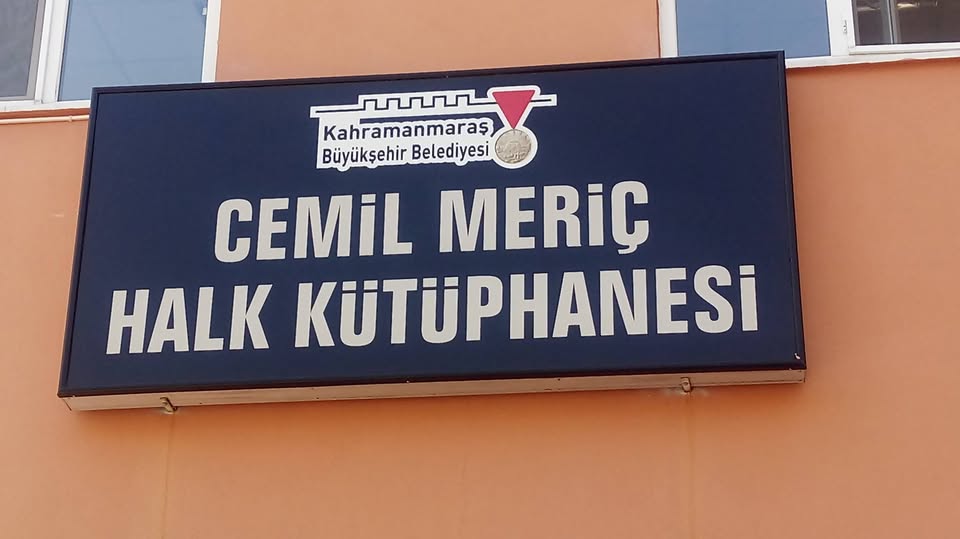 Kahramanmaraş
Büyükşehir Belediyesi
CEMİL MERİÇ
HALK KÜTÜPHANESİ